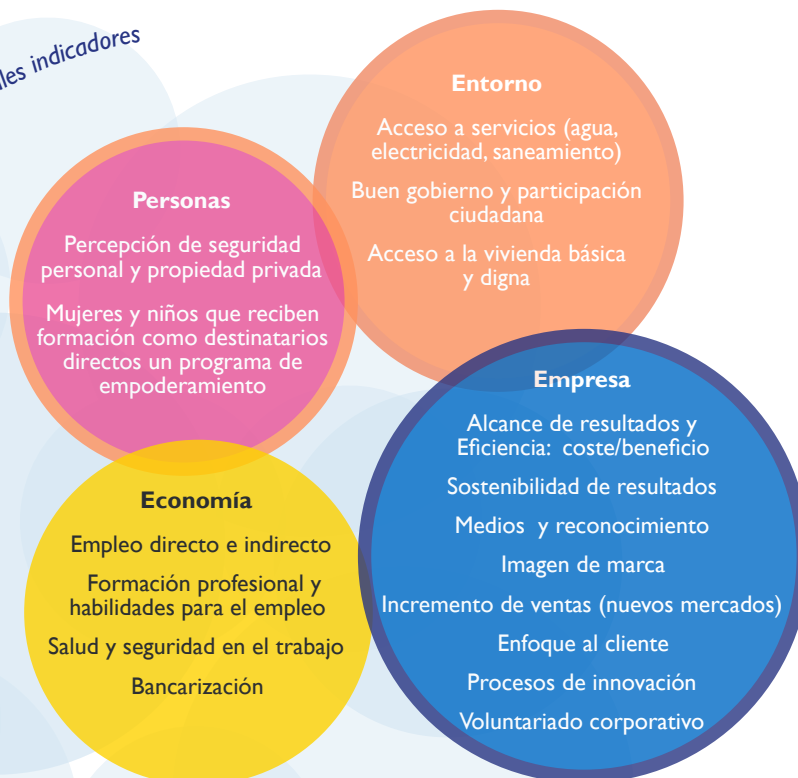 indicadores
Entorno
Acceso a servicios (agua,
electricidad, saneamiento)
Buen gobierno y participación
ciudadana
Acceso a la vivienda básica
y digna
Personas
Percepción de seguridad
personal y propiedad privada
Mujeres y niños que reciben
formación como destinatarios
directos un programa de
empoderamiento
Empresa
Alcance de resultados y
Eficiencia: coste/beneficio
Sostenibilidad de resultados
Medios y reconocimiento
Imagen de marca
Incremento de ventas (nuevos mercados)
Enfoque al cliente
Procesos de innovación
Voluntariado corporativo
Economía
Empleo directo e indirecto
Formación profesional y
habilidades para el empleo
Salud y seguridad en el trabajo
Bancarización